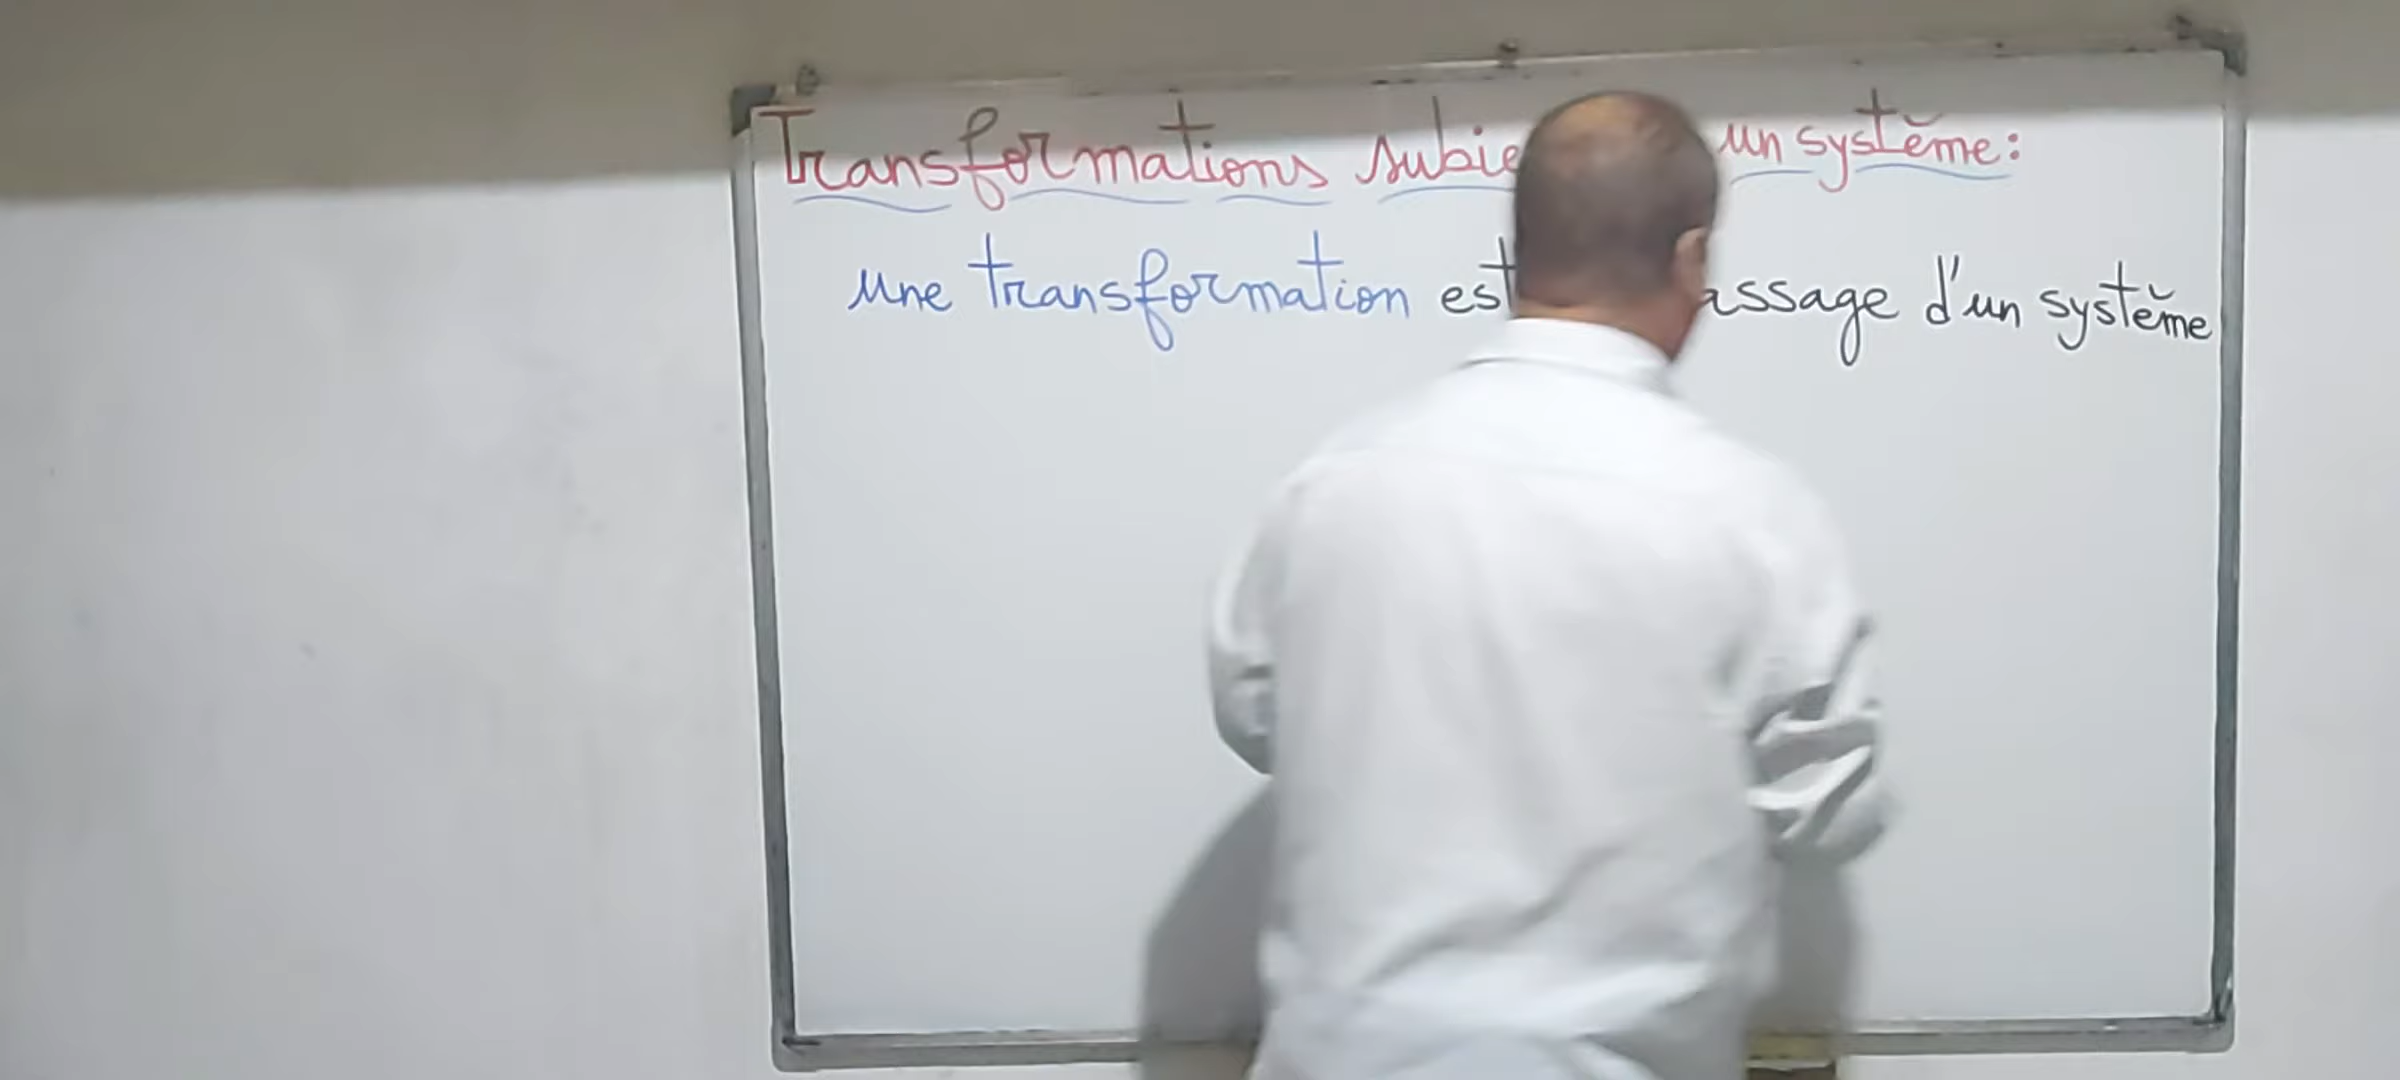 Transformations subie un système:
une transformation est assage d'un système